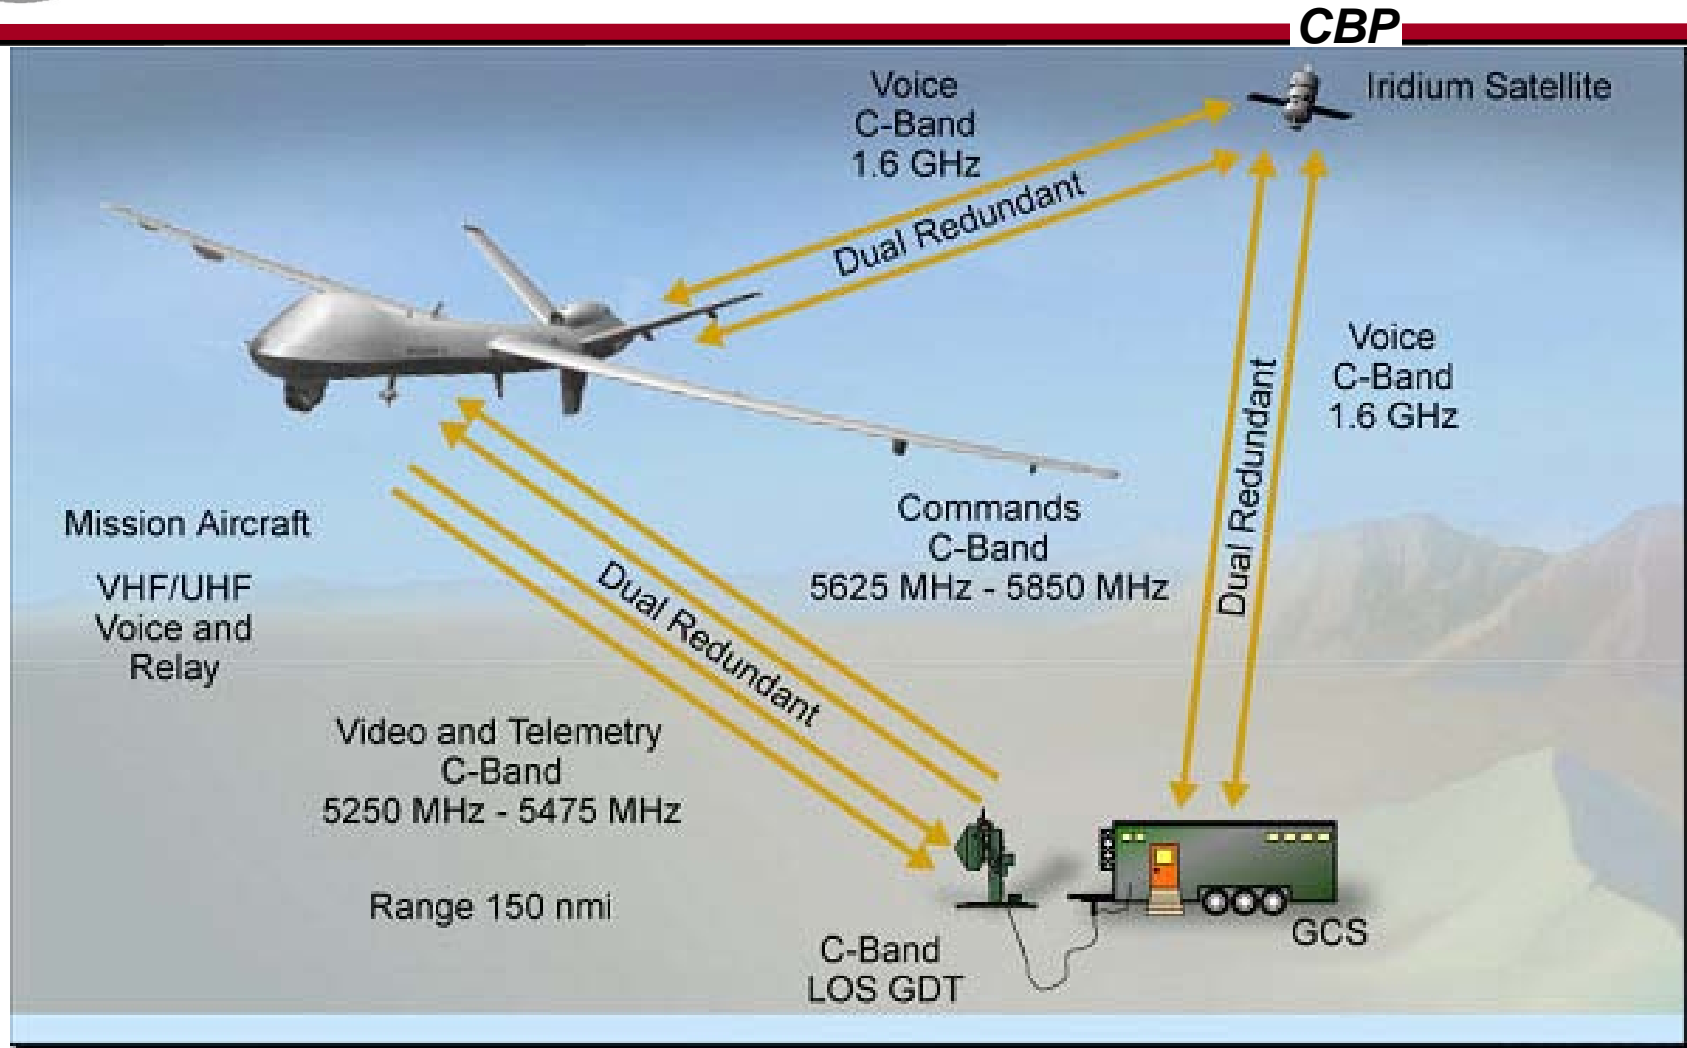 CBP
Voice
C-Band
1.6 GHz
Iridium Satellite
Dual Redundant
Voice
C-Band
1.6 GHz
Dual Redundant
Mission Aircraft
VHF/UHF
Voice and
Relay
Commands
C-Band
5625 MHz - 5850 MHz
Dual Redundant
Video and Telemetry
C-Band
5250 MHz - 5475 MHz
Range 150 nmi
C-Band
LOS GDT
GCS